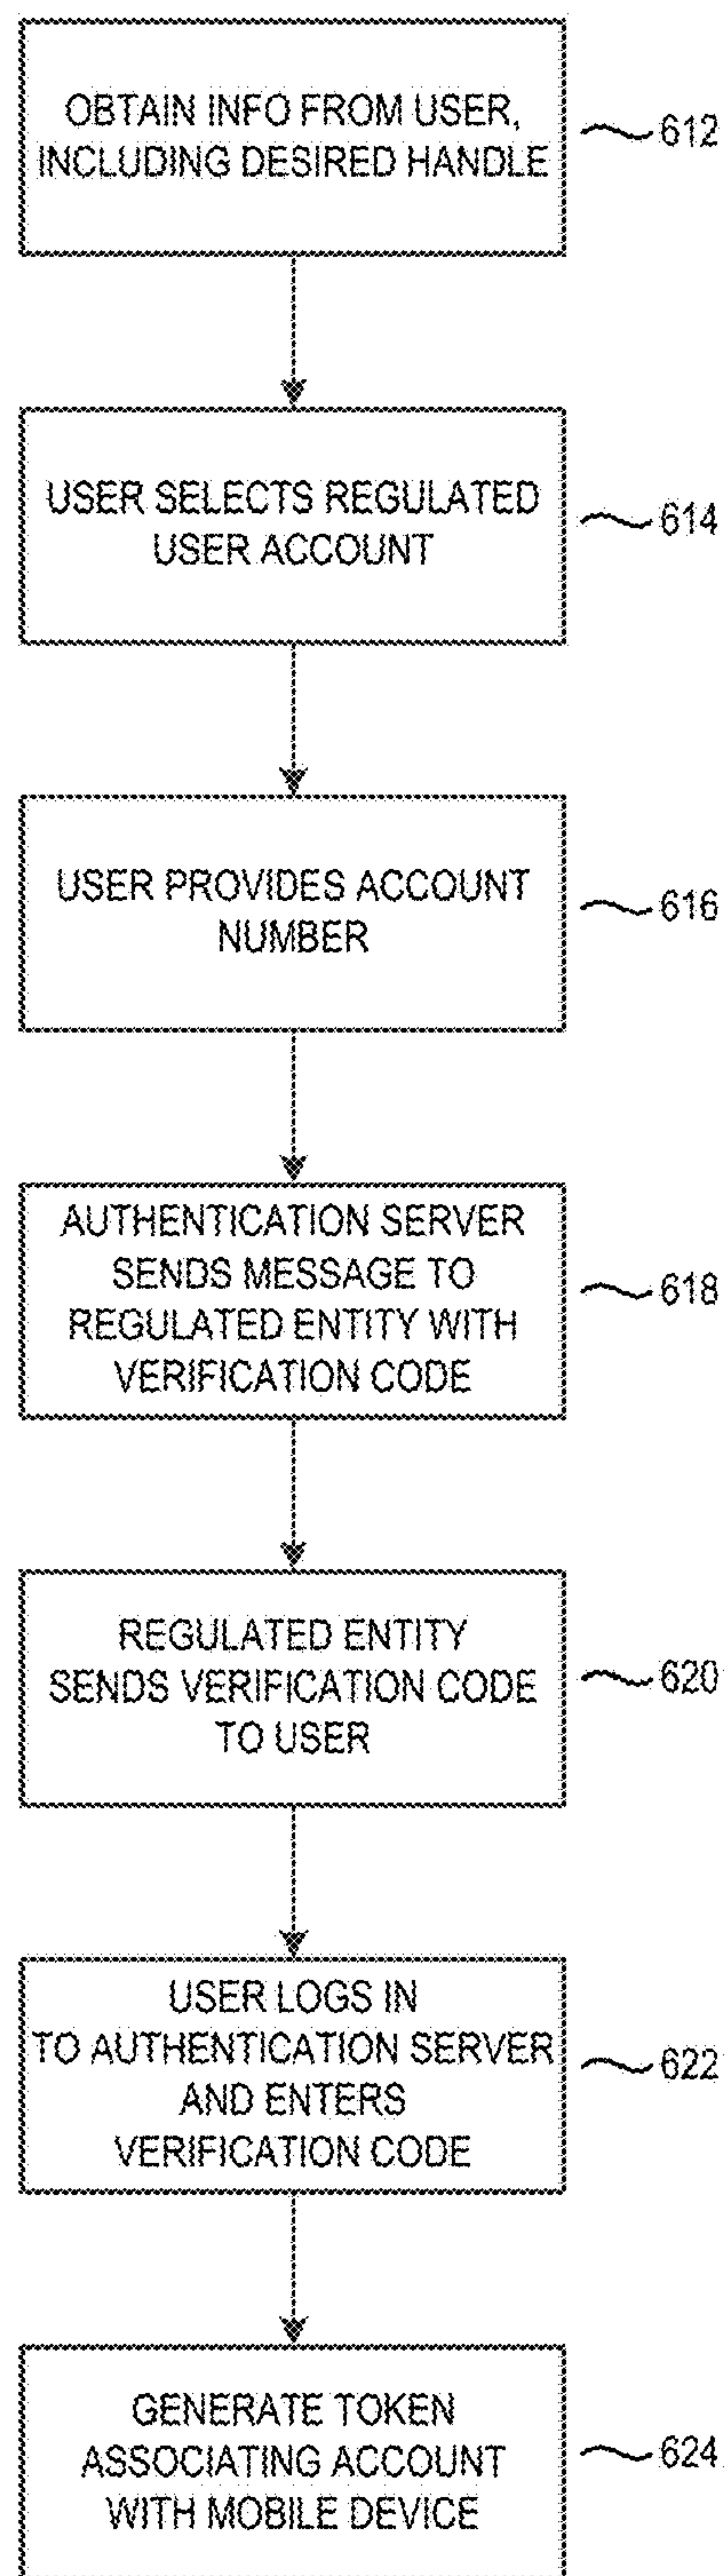 OBTAIN INFO FROM USER,
INCLUDING DESIRED HANDLE
612
USER SELECTS REGULATED
USER ACCOUNT
614
USER PROVIDES ACCOUNT
NUMBER
616
AUTHENTICATION SERVER
SENDS MESSAGE TO
REGULATED ENTITY WITH
VERIFICATION CODE
618
REGULATED ENTITY
SENDS VERIFICATION CODE
TO USER
620
USER LOGS IN
TO AUTHENTICATION SERVER
AND ENTERS
VERIFICATION CODE
622
GENERATE TOKEN
ASSOCIATING ACCOUNT
WITH MOBILE DEVICE
624